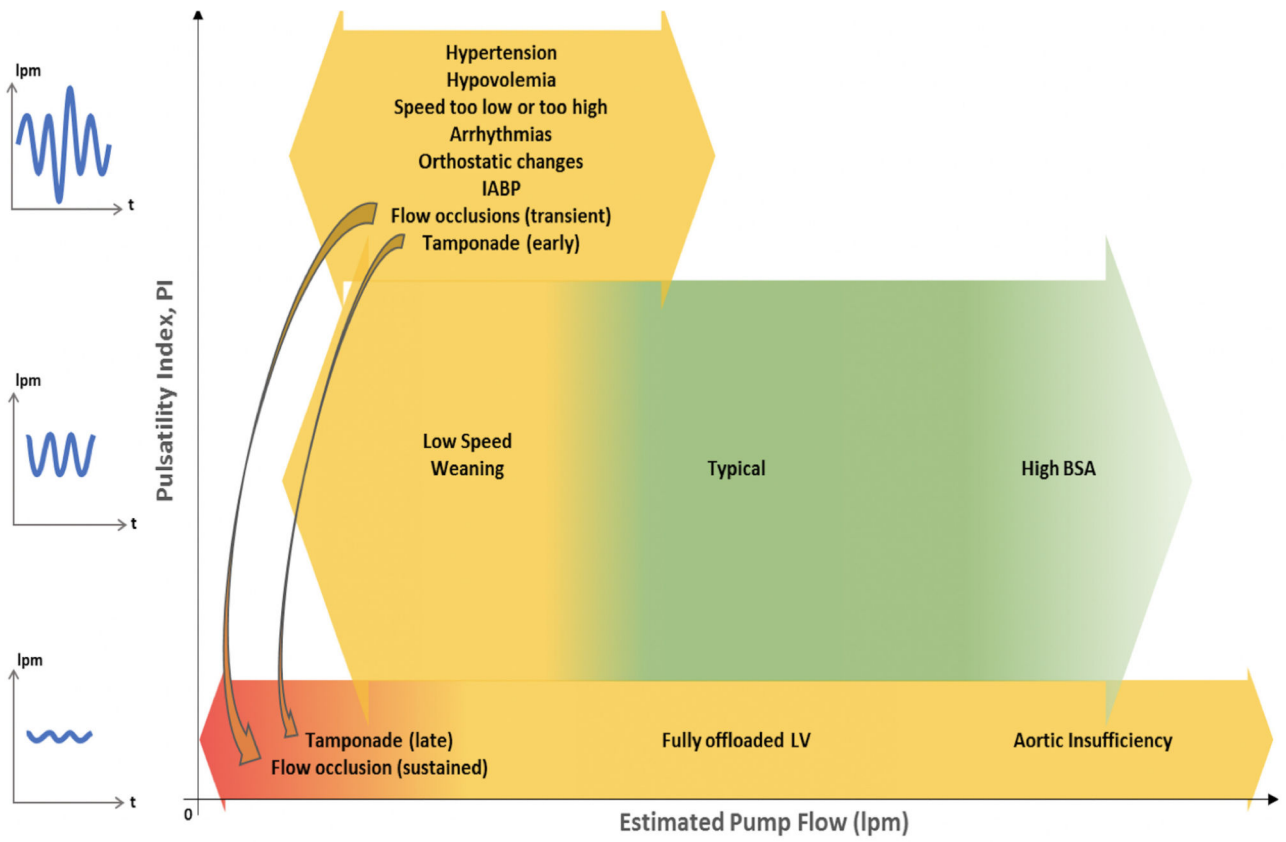 lpm
t
lpm
t
lpm
t
Pulsatility Index, PI
Hypertension
Hypovolemia
Speed too low or too high
Arrhythmias
Orthostatic changes
IABP
Flow occlusions (transient)
Tamponade (early)
Low Speed
Weaning
Typical
High BSA
Tamponade (late)
Flow occlusion (sustained)
Fully offloaded LV
Aortic Insufficiency
0
Estimated Pump Flow (lpm)